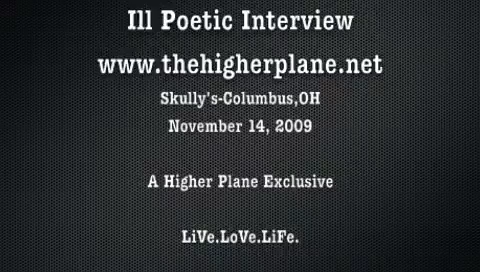 Ill Poetic Interview
www.thehigherplane.net
Skully's-Columbus,OH
November 14, 2009
A Higher Plane Exclusive
LiVe.LoVe.LiFe.